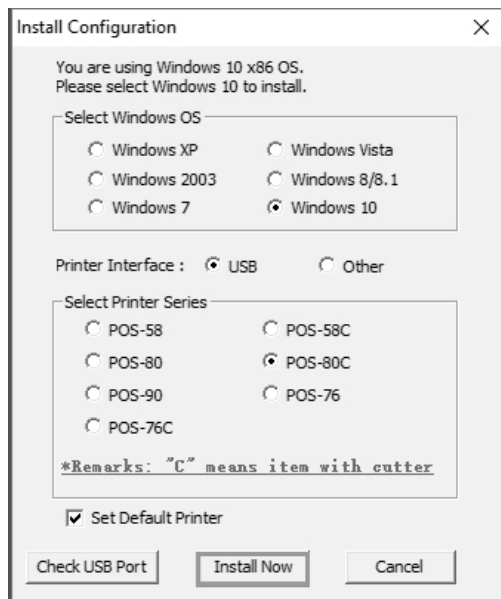 Install Configuration
You are using Windows 10 x86 OS.
Please select Windows 10 to install.
Select Windows OS
Windows XP Windows Vista
Windows 2003 Windows 8/8.1
Windows 7 Windows 10
Printer Interface : USB Other
Select Printer Series
POS-58 POS-58C
POS-80 POS-80C
POS-90 POS-76
POS-76C
*Remarks: "C" means item with cutter
Set Default Printer
Check USB Port Install Now Cancel